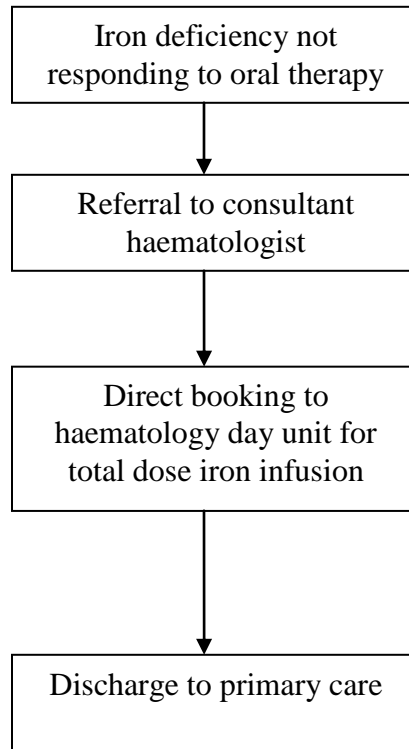 Iron deficiency not
responding to oral therapy
Referral to consultant
haematologist
Direct booking to
haematology day unit for
total dose iron infusion
Discharge to primary care